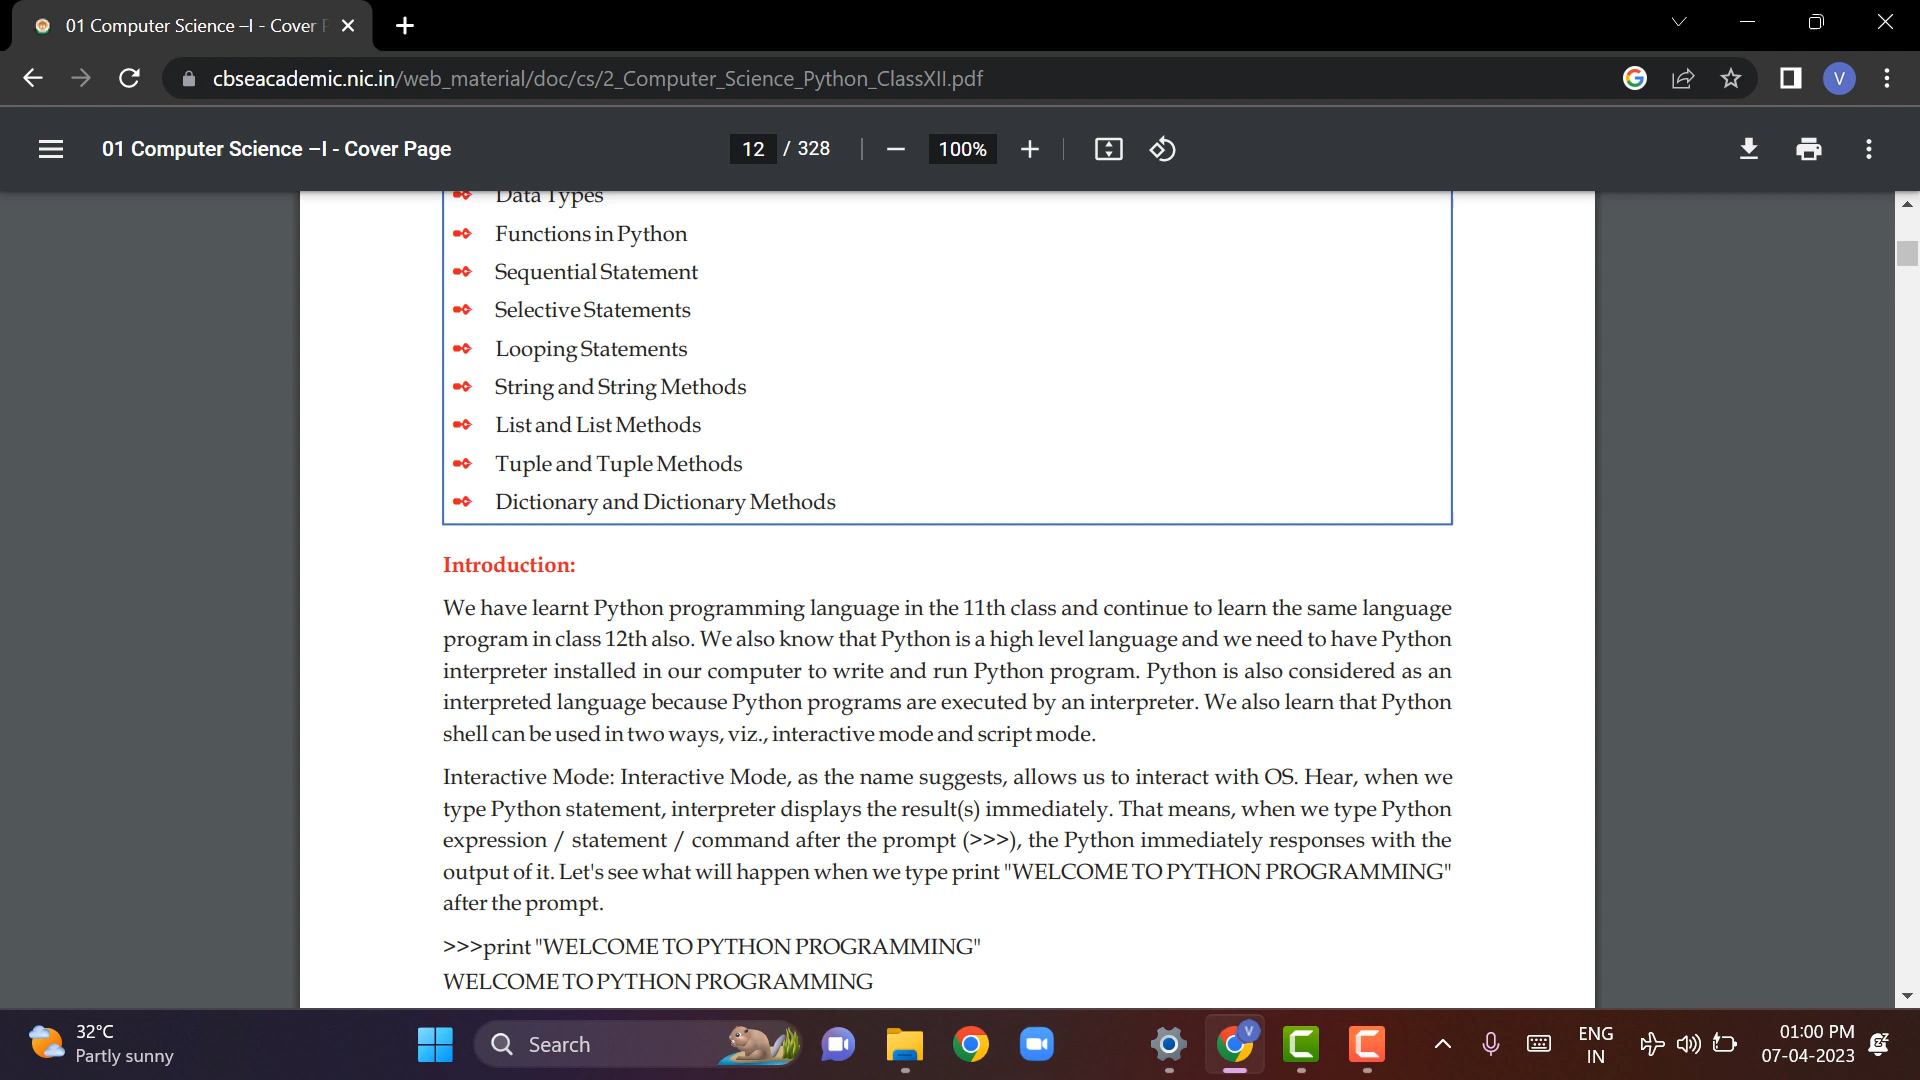 01 Computer Science –I - Cover P
cbseacademic.nic.in/web_material/doc/cs/2_Computer_Science_Python_ClassXII.pdf
V
01 Computer Science –I - Cover Page
12 / 328
100%
Data Types
Functions in Python
Sequential Statement
Selective Statements
Looping Statements
String and String Methods
List and List Methods
Tuple and Tuple Methods
Dictionary and Dictionary Methods
Introduction:
We have learnt Python programming language in the 11th class and continue to learn the same language
program in class 12th also. We also know that Python is a high level language and we need to have Python
interpreter installed in our computer to write and run Python program. Python is also considered as an
interpreted language because Python programs are executed by an interpreter. We also learn that Python
shell can be used in two ways, viz., interactive mode and script mode.
Interactive Mode: Interactive Mode, as the name suggests, allows us to interact with OS. Hear, when we
type Python statement, interpreter displays the result(s) immediately. That means, when we type Python
expression / statement / command after the prompt (>>>), the Python immediately responses with the
output of it. Let's see what will happen when we type print "WELCOME TO PYTHON PROGRAMMING"
after the prompt.
>>>print "WELCOME TO PYTHON PROGRAMMING"
WELCOME TO PYTHON PROGRAMMING
32°C
Partly sunny
Search
V
ENG
IN
01:00 PM
07-04-2023